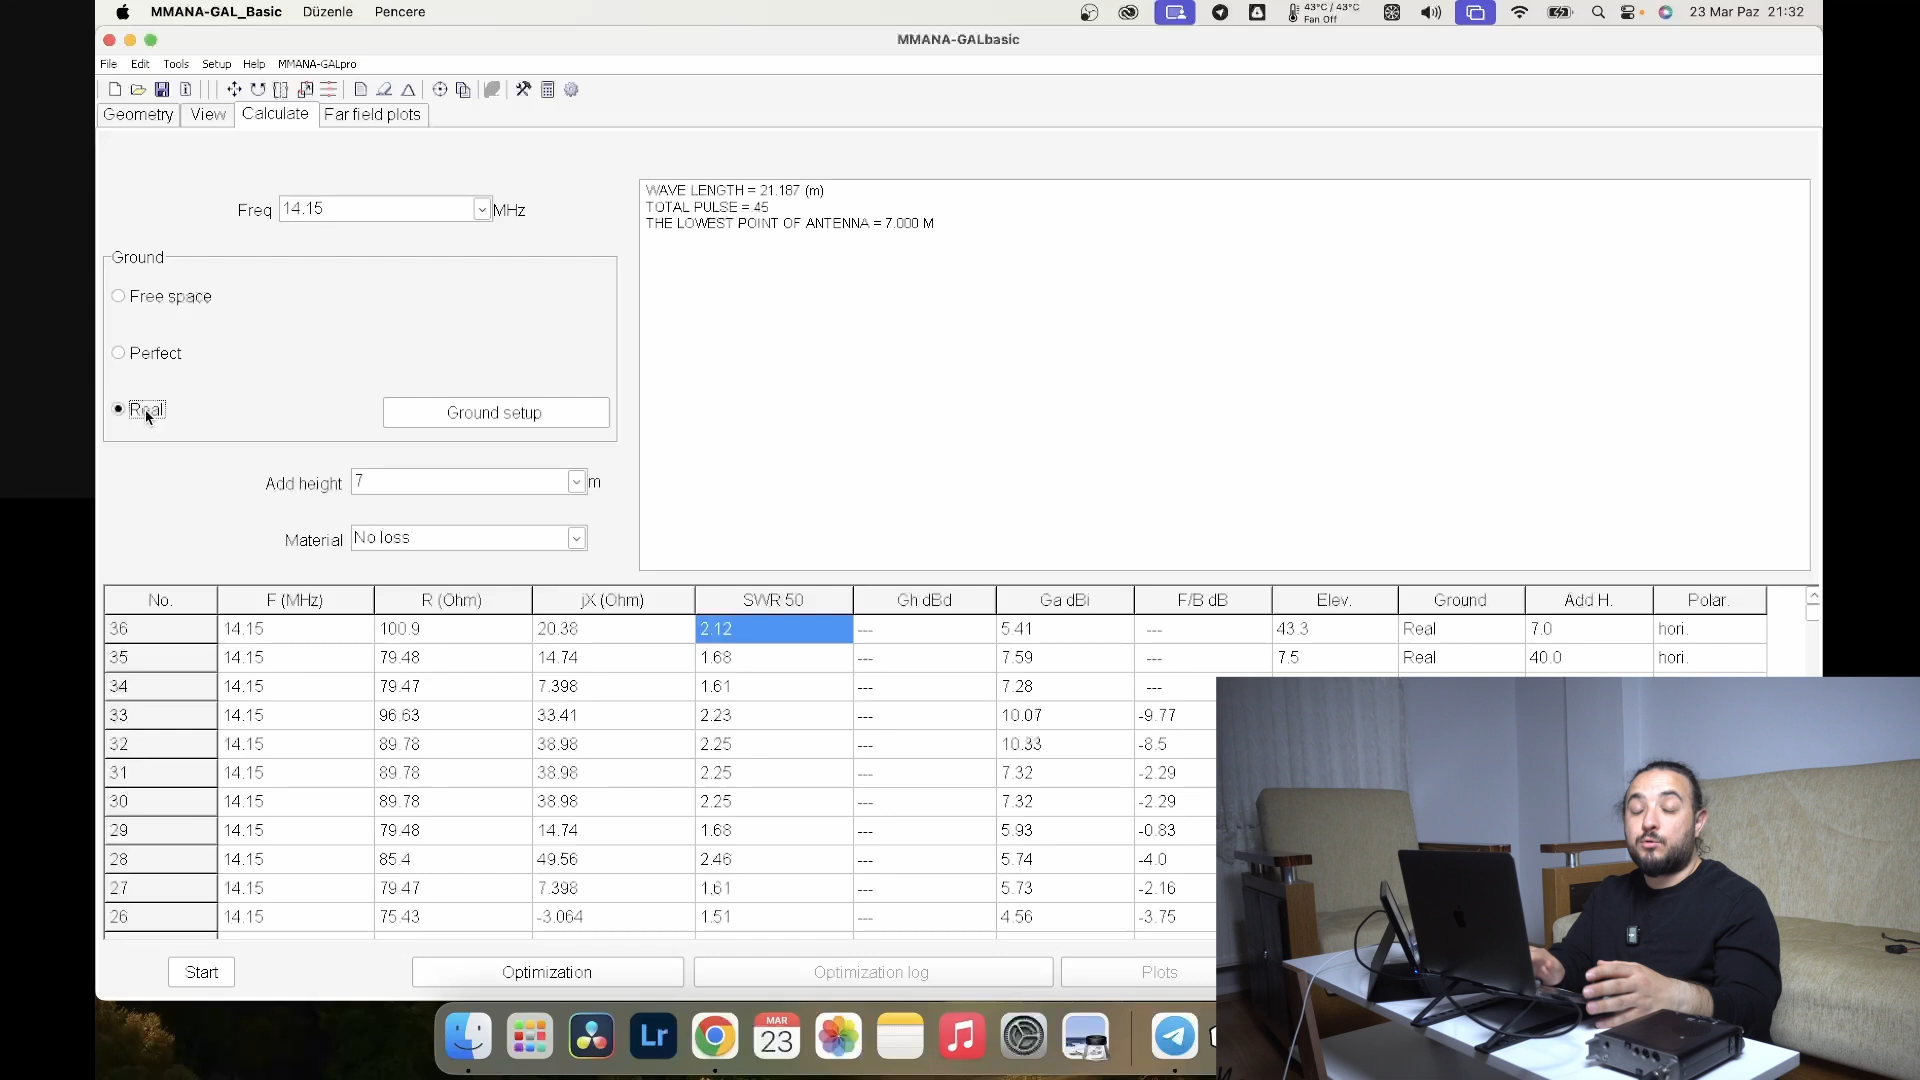 MMANA-GAL_Basic Düzenle Pencere
43°C / 43°C
Fan Off
23 Mar Paz 21:32
MMANA-GALbasic
File Edit Tools Setup Help MMANA-GALpro
Geometry View Calculate Far field plots
Freq 14.15 MHz
Ground
Free space
Perfect
Real
Ground setup
Add height 7 m
Material No loss
WAVE LENGTH = 21.187 (m)
TOTAL PULSE = 45
THE LOWEST POINT OF ANTENNA = 7.000 M
No. F (MHz) R (Ohm) jX (Ohm) SWR 50 Gh dBd Ga dBi F/B dB Elev. Ground Add H. Polar.
36 14.15 100.9 20.38 2.12 --- 5.41 --- 43.3 Real 7.0 hori.
35 14.15 79.48 14.74 1.68 --- 7.59 --- 7.5 Real 40.0 hori.
34 14.15 79.47 7.398 1.61 --- 7.28 ---
33 14.15 96.63 33.41 2.23 --- 10.07 -9.77
32 14.15 89.78 38.98 2.25 --- 10.33 -8.5
31 14.15 89.78 38.98 2.25 --- 7.32 -2.29
30 14.15 89.78 38.98 2.25 --- 7.32 -2.29
29 14.15 79.48 14.74 1.68 --- 5.93 -0.83
28 14.15 85.4 49.56 2.46 --- 5.74 -4.0
27 14.15 79.47 7.398 1.61 --- 5.73 -2.16
26 14.15 75.43 -3.064 1.51 --- 4.56 -3.75
Start Optimization Optimization log Plots
Lr
MAR
23